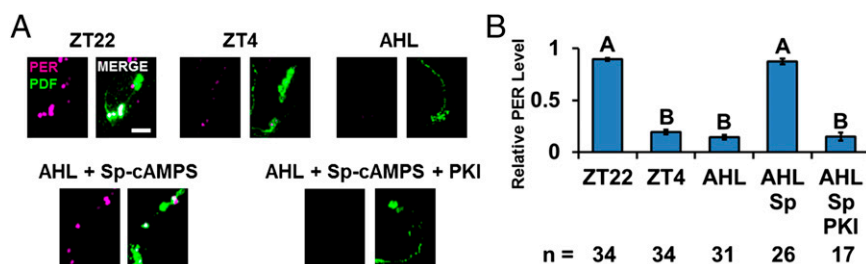 A
ZT22 ZT4 AHL
PER MERGE
PDF
AHL + Sp-cAMPS AHL + Sp-cAMPS + PKI
B
Relative PER Level
1
0.5
0
A B B A B
ZT22 ZT4 AHL AHL AHL
Sp Sp
PKI
n = 34 34 31 26 17